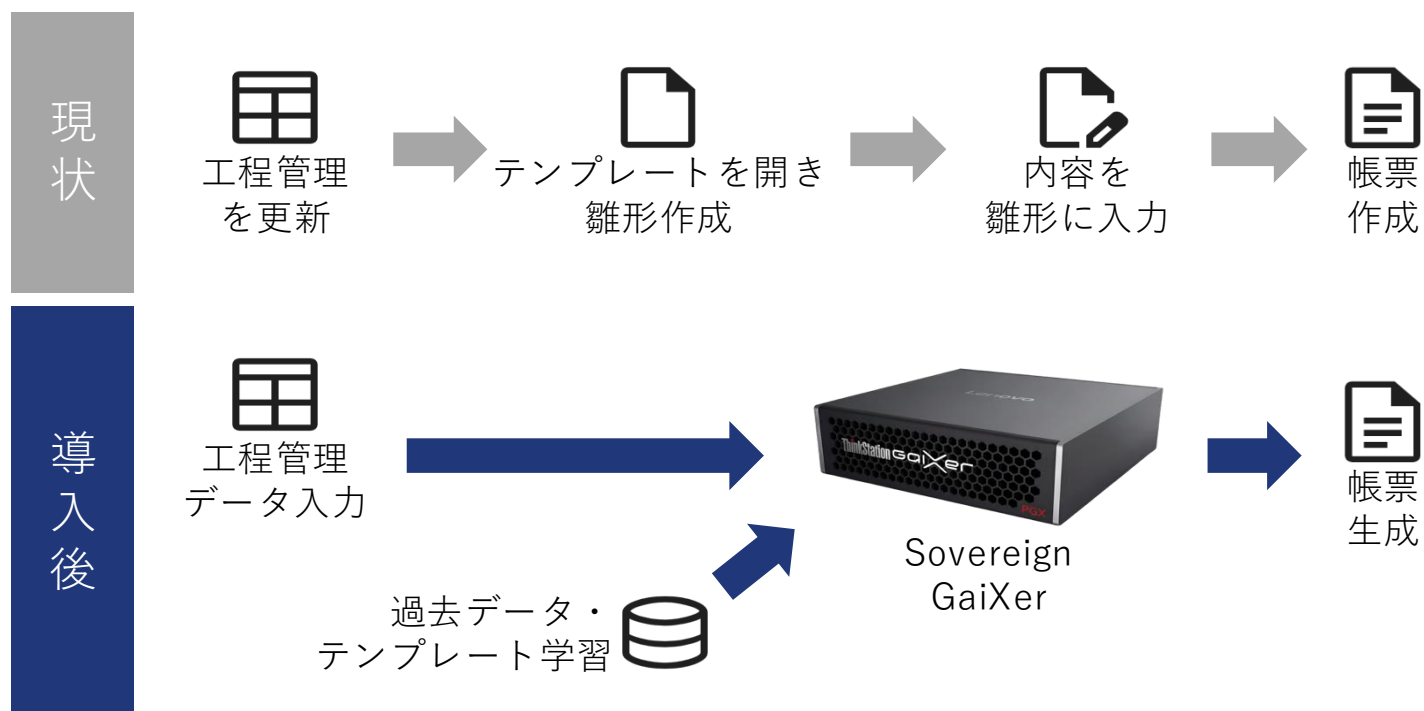 現状
工程管理
を更新
テンプレートを開き
雛形作成
内容を
雛形に入力
帳票
作成
導入後
工程管理
データ入力
過去データ・
テンプレート学習
Lenovo
ThinkStation GaiXer
PGX
Sovereign
GaiXer
帳票
生成